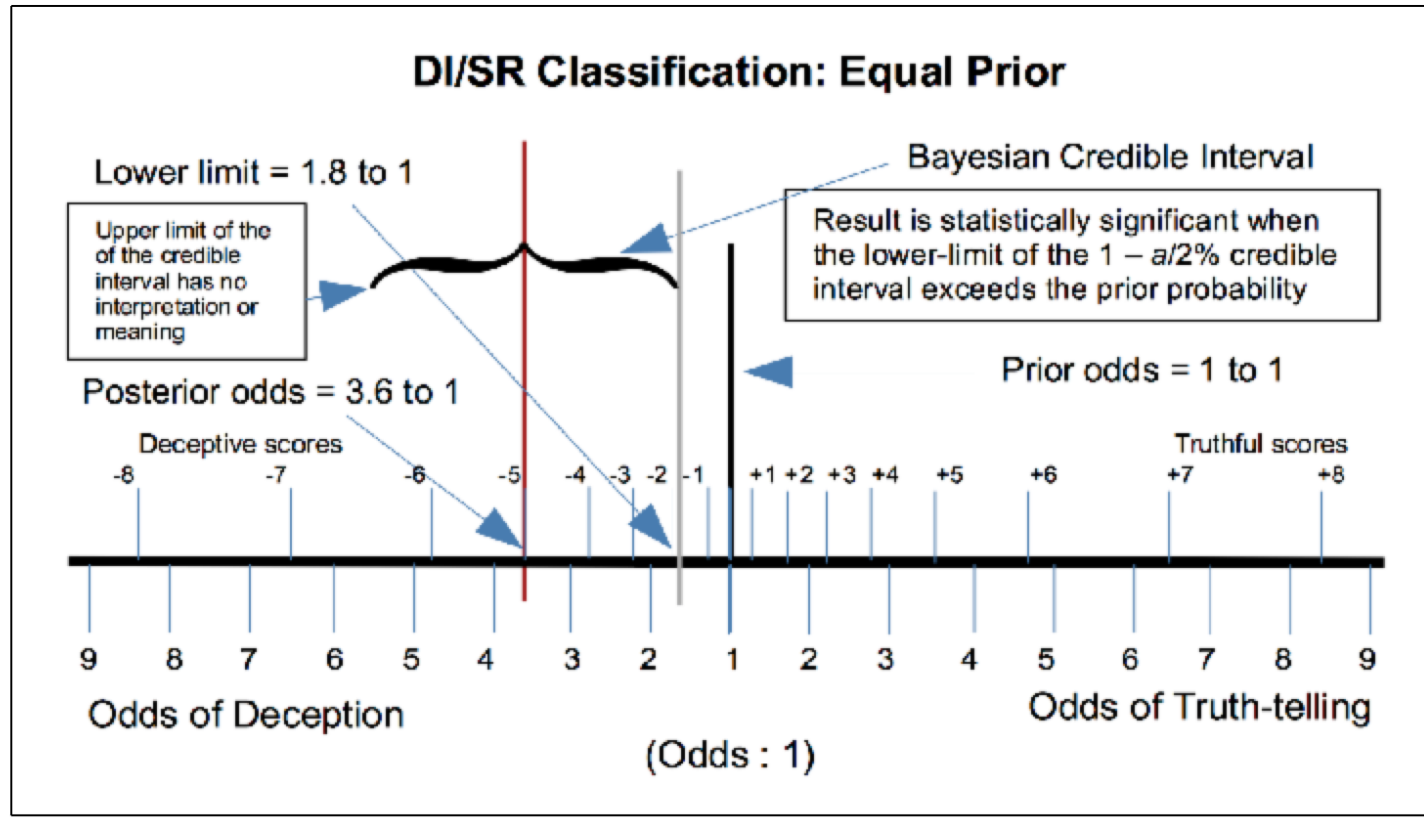 DI/SR Classification: Equal Prior
Lower limit = 1.8 to 1
Bayesian Credible Interval
Upper limit of the
of the credible
interval has no
interpretation or
meaning
Result is statistically significant when
the lower-limit of the 1 – a/2% credible
interval exceeds the prior probability
Prior odds = 1 to 1
Posterior odds = 3.6 to 1
Deceptive scores
Truthful scores
-8 -7 -6 -5 -4 -3 -2 -1 +1 +2 +3 +4 +5 +6 +7 +8
9 8 7 6 5 4 3 2 1 2 3 4 5 6 7 8 9
Odds of Deception
Odds of Truth-telling
(Odds : 1)